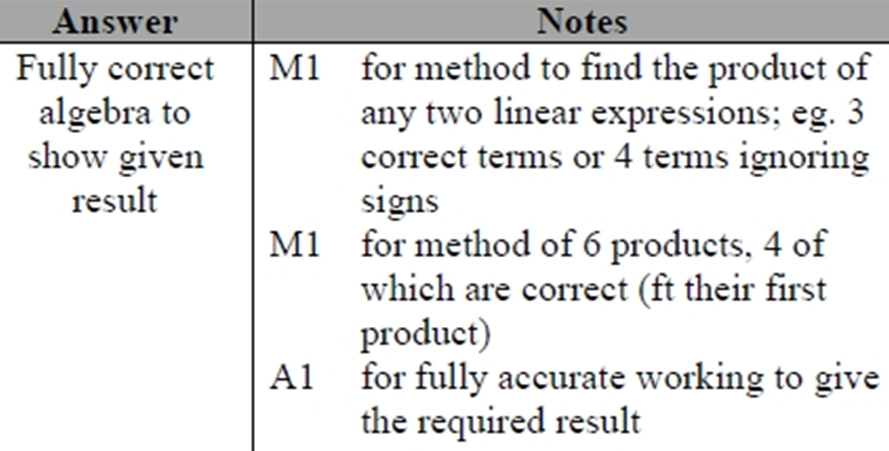 Answer Notes
Fully correct M1 for method to find the product of
algebra to any two linear expressions; eg. 3
show given correct terms or 4 terms ignoring
result signs
M1 for method of 6 products, 4 of
which are correct (ft their first
product)
A1 for fully accurate working to give
the required result